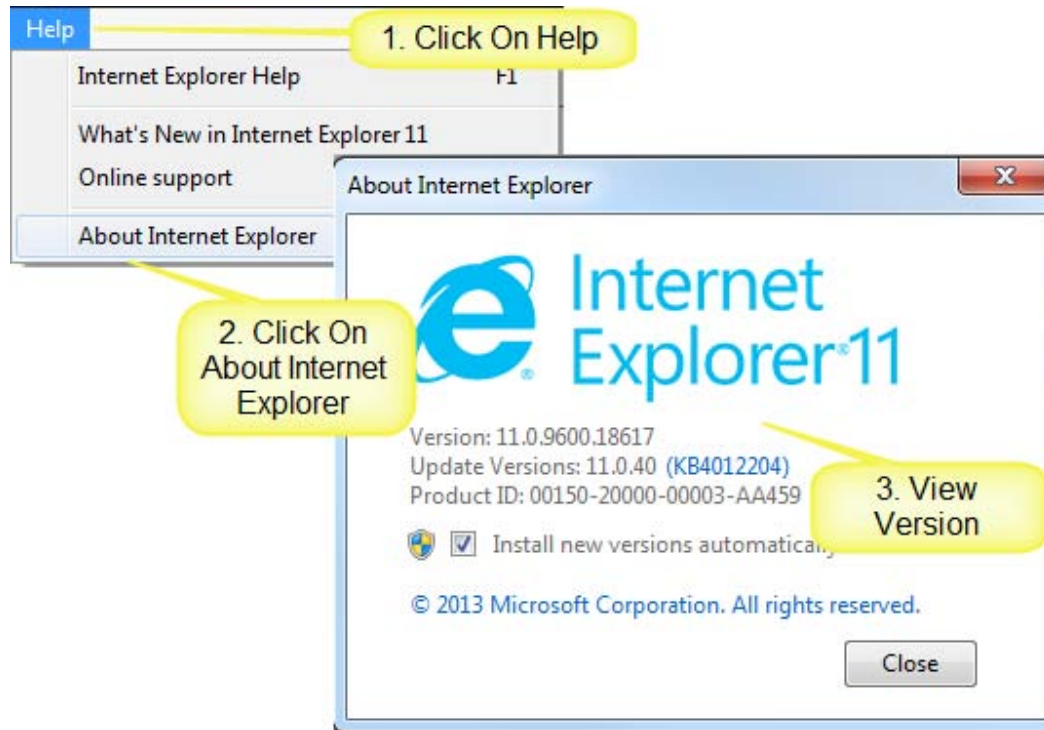 Help
1. Click On Help
Internet Explorer Help F1
What's New in Internet Explorer 11
Online support
About Internet Explorer
2. Click On
About Internet
Explorer
About Internet Explorer
Internet
Explorer®11
Version: 11.0.9600.18617
Update Versions: 11.0.40 (KB4012204)
Product ID: 00150-20000-00003-AA459
3. View
Version
Install new versions automatically
© 2013 Microsoft Corporation. All rights reserved.
Close